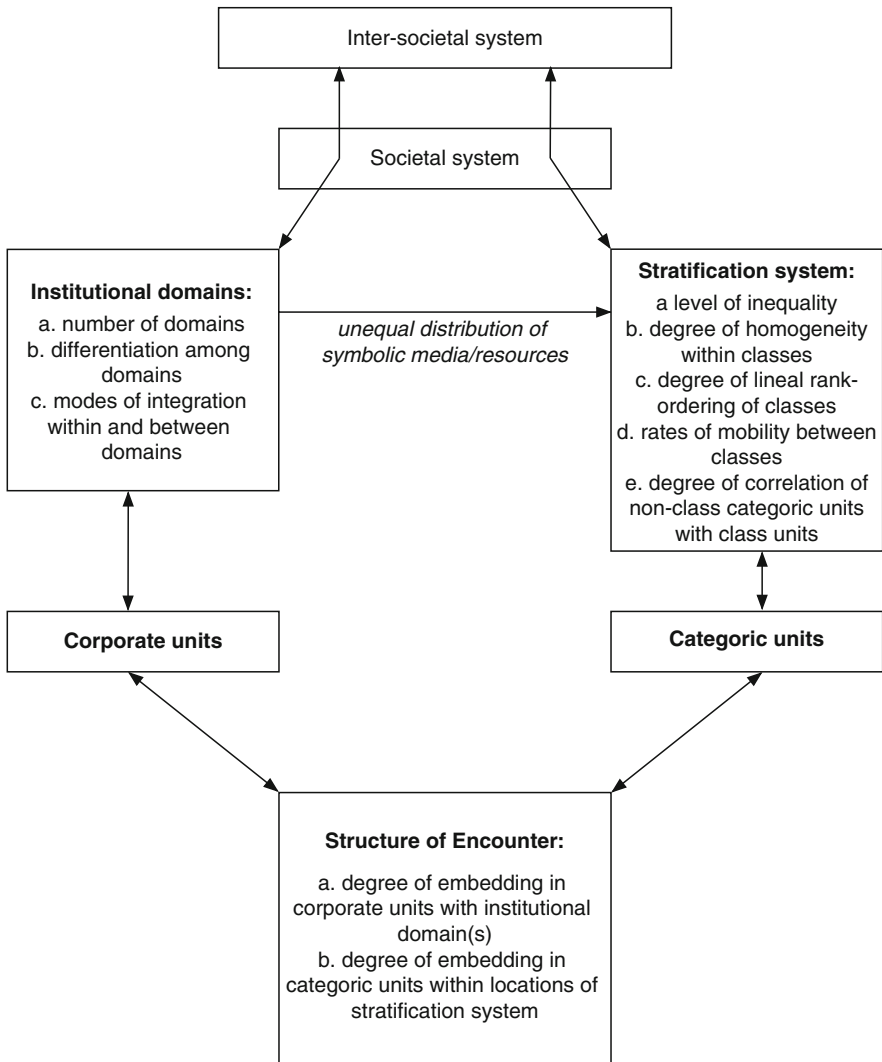 Inter-societal system
Societal system
Institutional domains:
a. number of domains
b. differentiation among
domains
c. modes of integration
within and between
domains
unequal distribution of
symbolic media/resources
Stratification system:
a level of inequality
b. degree of homogeneity
within classes
c. degree of lineal rank-
ordering of classes
d. rates of mobility between
classes
e. degree of correlation of
non-class categoric units
with class units
Corporate units
Categoric units
Structure of Encounter:
a. degree of embedding in
corporate units with institutional
domain(s)
b. degree of embedding in
categoric units within locations of
stratification system